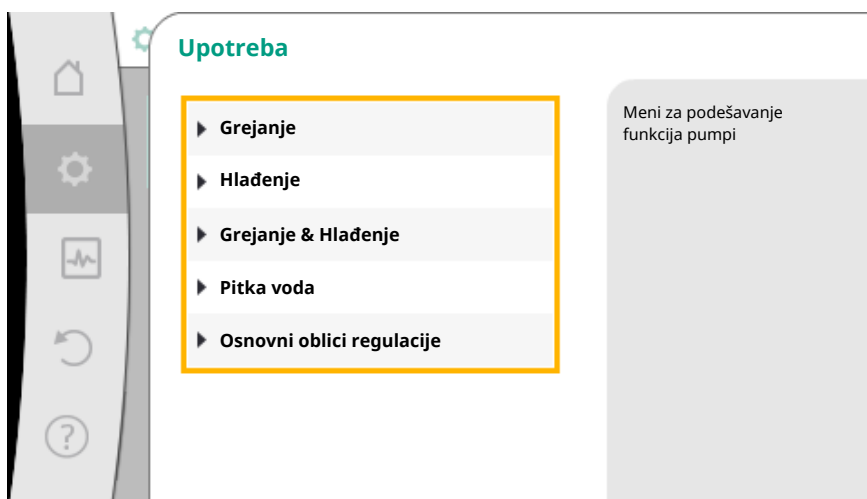 Upotreba
Grejanje
Hlađenje
Grejanje & Hlađenje
Pitka voda
Osnovni oblici regulacije
Meni za podešavanje
funkcija pumpi
?